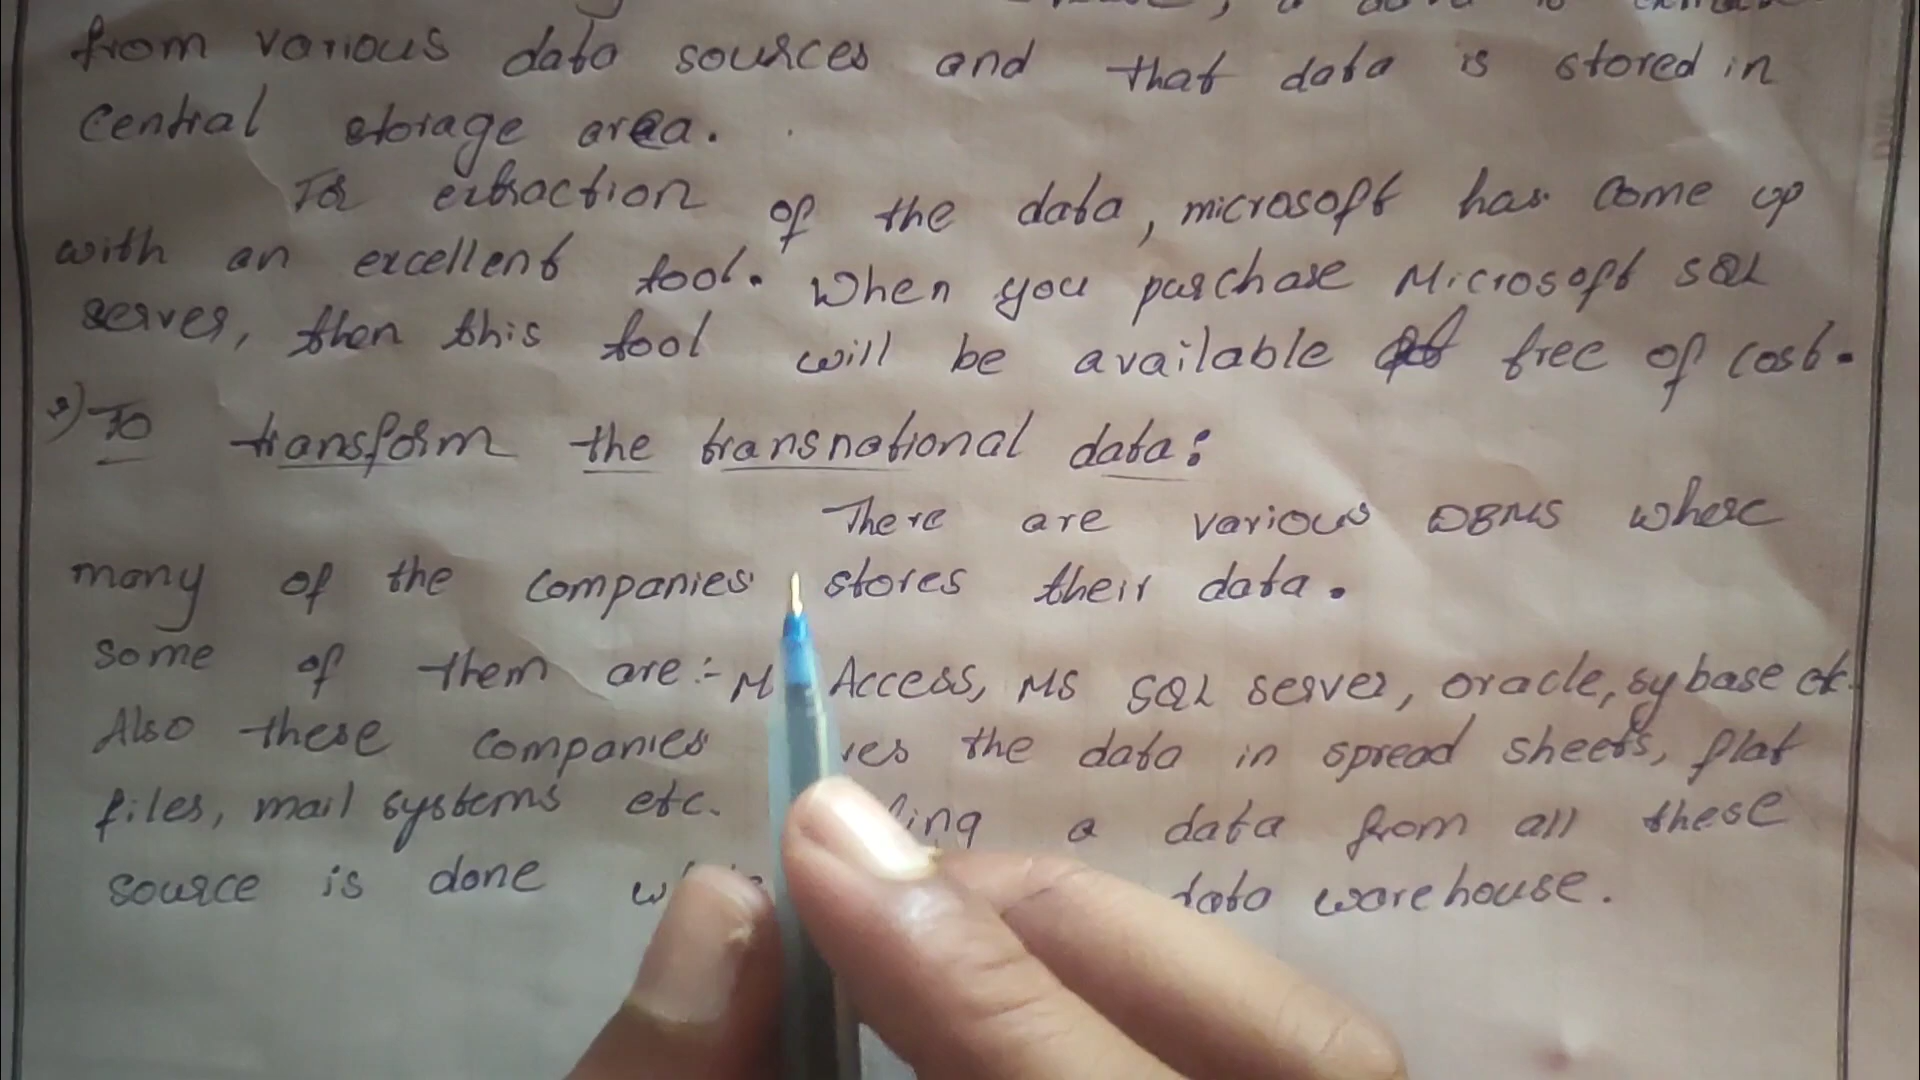 a data is
from various data sources and that data is stored in
central storage area.
For extraction of the data, microsoft has come up
with an excellent tool. When you purchase Microsoft SQL
server, then this tool will be available free of cost.
2) To transform the transnational data:
There are various DBMS where
many of the companies stores their data.
Some of them are:- M Access, MS SQL server, oracle, sybase etc.
Also these companies the data in spread sheets, flat
files, mail systems etc. a data from all these
source is done data warehouse.